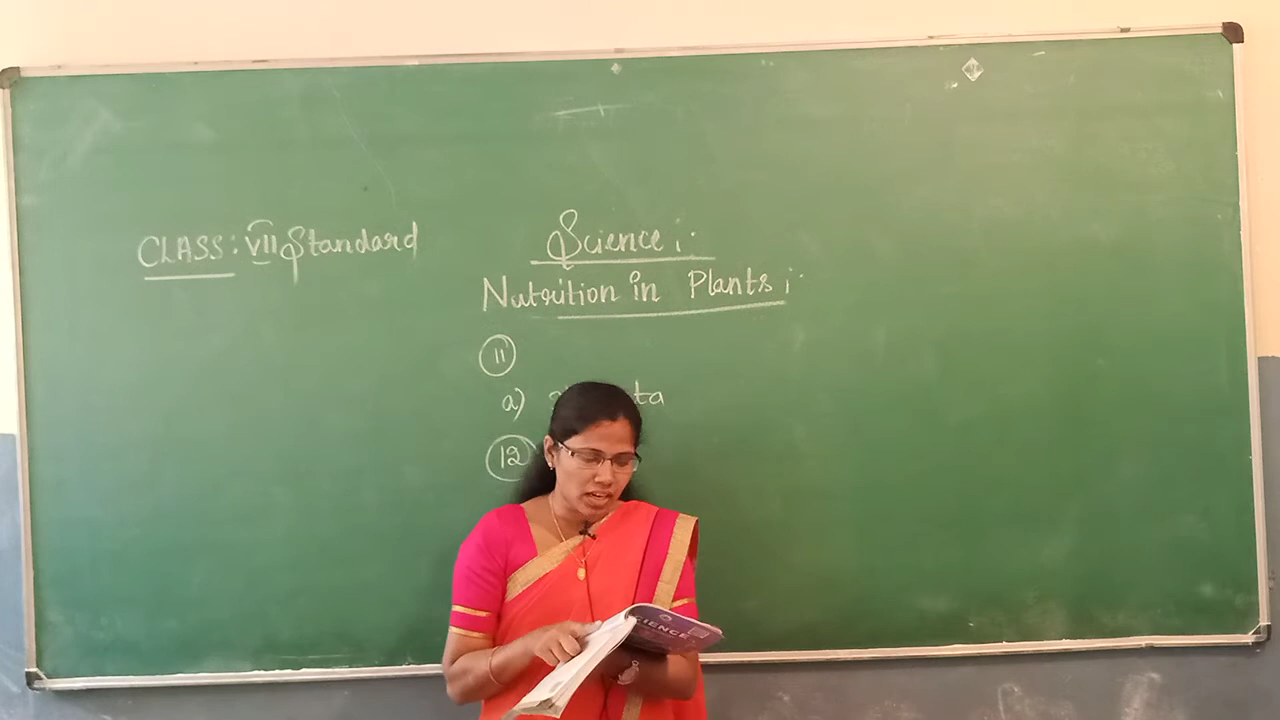 CLASS: VII Standard
Science:
Nutrition in Plants:
11
a)
12
SCIENCE